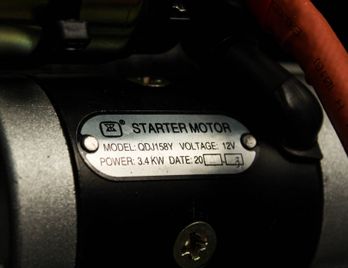 STARTER MOTOR
MODEL: QDJ158Y VOLTAGE: 12V
POWER: 3.4 KW DATE: 20